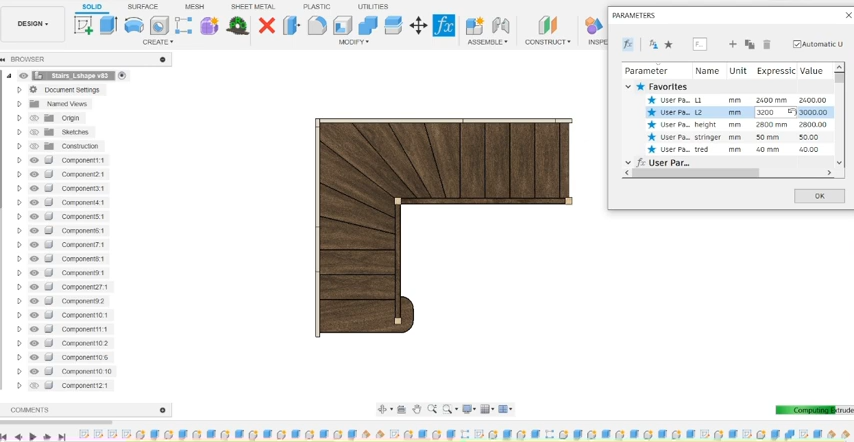 SOLID SURFACE MESH SHEET METAL PLASTIC UTILITIES
DESIGN
CREATE MODIFY ASSEMBLE CONSTRUCT INSPE
BROWSER
Stairs_Lshape v83
Document Settings
Named Views
Origin
Sketches
Construction
Component1:1
Component2:1
Component3:1
Component4:1
Component5:1
Component6:1
Component7:1
Component8:1
Component9:1
Component27:1
Component9:2
Component10:1
Component11:1
Component10:2
Component10:6
Component10:10
Component12:1
COMMENTS
PARAMETERS
fx
F...
Automatic U
Parameter Name Unit Expressic Value
Favorites
User Pa... L1 mm 2400 mm 2400.00
User Pa... L2 mm 3200 3000.00
User Pa... height mm 2800 mm 2800.00
User Pa... stringer mm 50 mm 50.00
User Pa... tred mm 40 mm 40.00
fx User Par...
OK
Computing Extrude